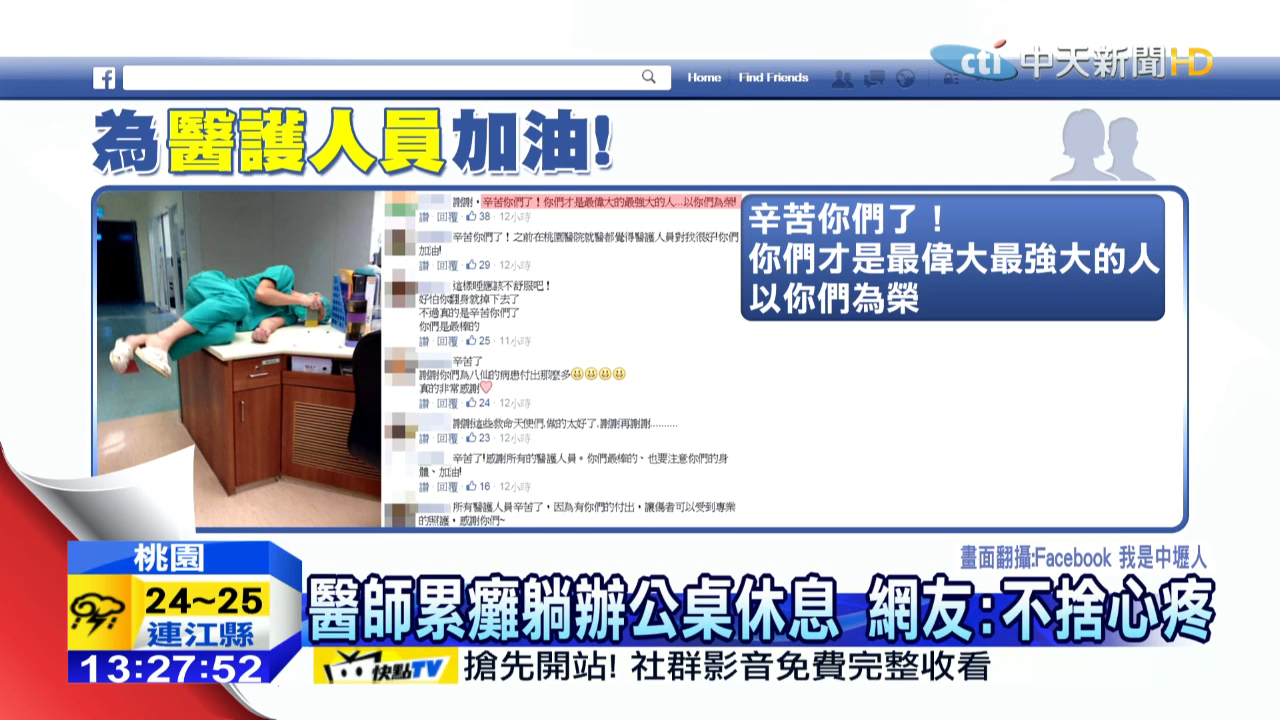 cti 中天新聞HD
f
Home Find Friends
為醫護人員加油!
謝謝，辛苦你們了！你們才是最偉大的最強大的人...以你們為榮!
讚 · 回覆 · 38 · 12小時
辛苦你們了！之前在桃園醫院就醫都覺得醫護人員對我很好!你們
加油!
讚 · 回覆 · 29 · 12小時
這樣睡應該不舒服吧！
好怕你翻身就掉下去了
不過真的是辛苦你們了
你們是最棒的
讚 · 回覆 · 25 · 11小時
辛苦了
謝謝你們為八仙的病患付出那麼多
真的非常感謝
讚 · 回覆 · 24 · 12小時
謝謝這些救命天使們.做的太好了.謝謝再謝謝..........
讚 · 回覆 · 23 · 12小時
辛苦了!感謝所有的醫護人員。你們最棒的、也要注意你們的身
體、加油!
讚 · 回覆 · 16 · 12小時
所有醫護人員辛苦了，因為有你們的付出，讓傷者可以受到專業
的照護，感謝你們~
辛苦你們了！
你們才是最偉大最強大的人
以你們為榮
畫面翻攝:Facebook 我是中壢人
桃園
24~25
連江縣
13:27:52
醫師累癱躺辦公桌休息 網友:不捨心疼
快點TV 搶先開站! 社群影音免費完整收看